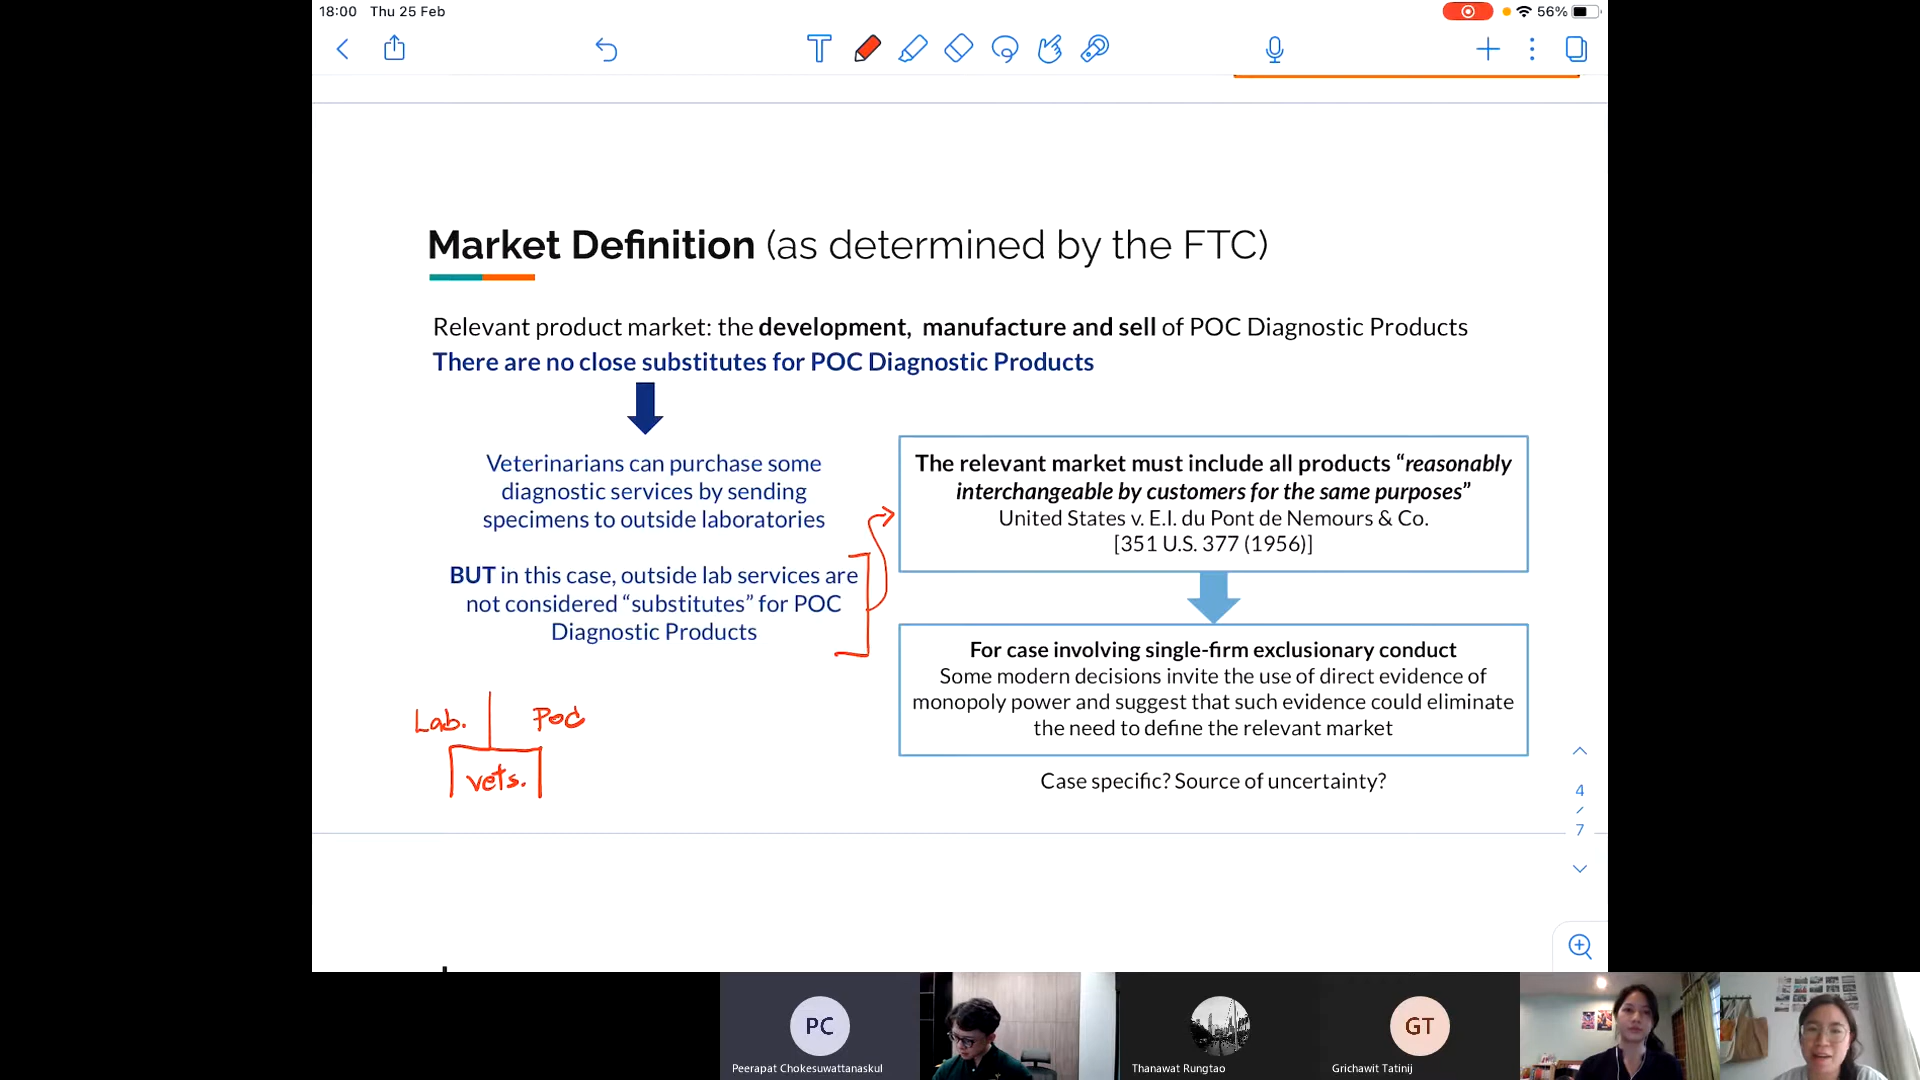 18:00 Thu 25 Feb
56%
Market Definition (as determined by the FTC)
Relevant product market: the development, manufacture and sell of POC Diagnostic Products
There are no close substitutes for POC Diagnostic Products
Veterinarians can purchase some
diagnostic services by sending
specimens to outside laboratories
BUT in this case, outside lab services are
not considered “substitutes” for POC
Diagnostic Products
Lab. POC
vets.
The relevant market must include all products “reasonably
interchangeable by customers for the same purposes”
United States v. E.I. du Pont de Nemours & Co.
[351 U.S. 377 (1956)]
For case involving single-firm exclusionary conduct
Some modern decisions invite the use of direct evidence of
monopoly power and suggest that such evidence could eliminate
the need to define the relevant market
Case specific? Source of uncertainty?
4
/
7
PC
Peerapat Chokesuwattanaskul
Thanawat Rungtao
GT
Grichawit Tatinij